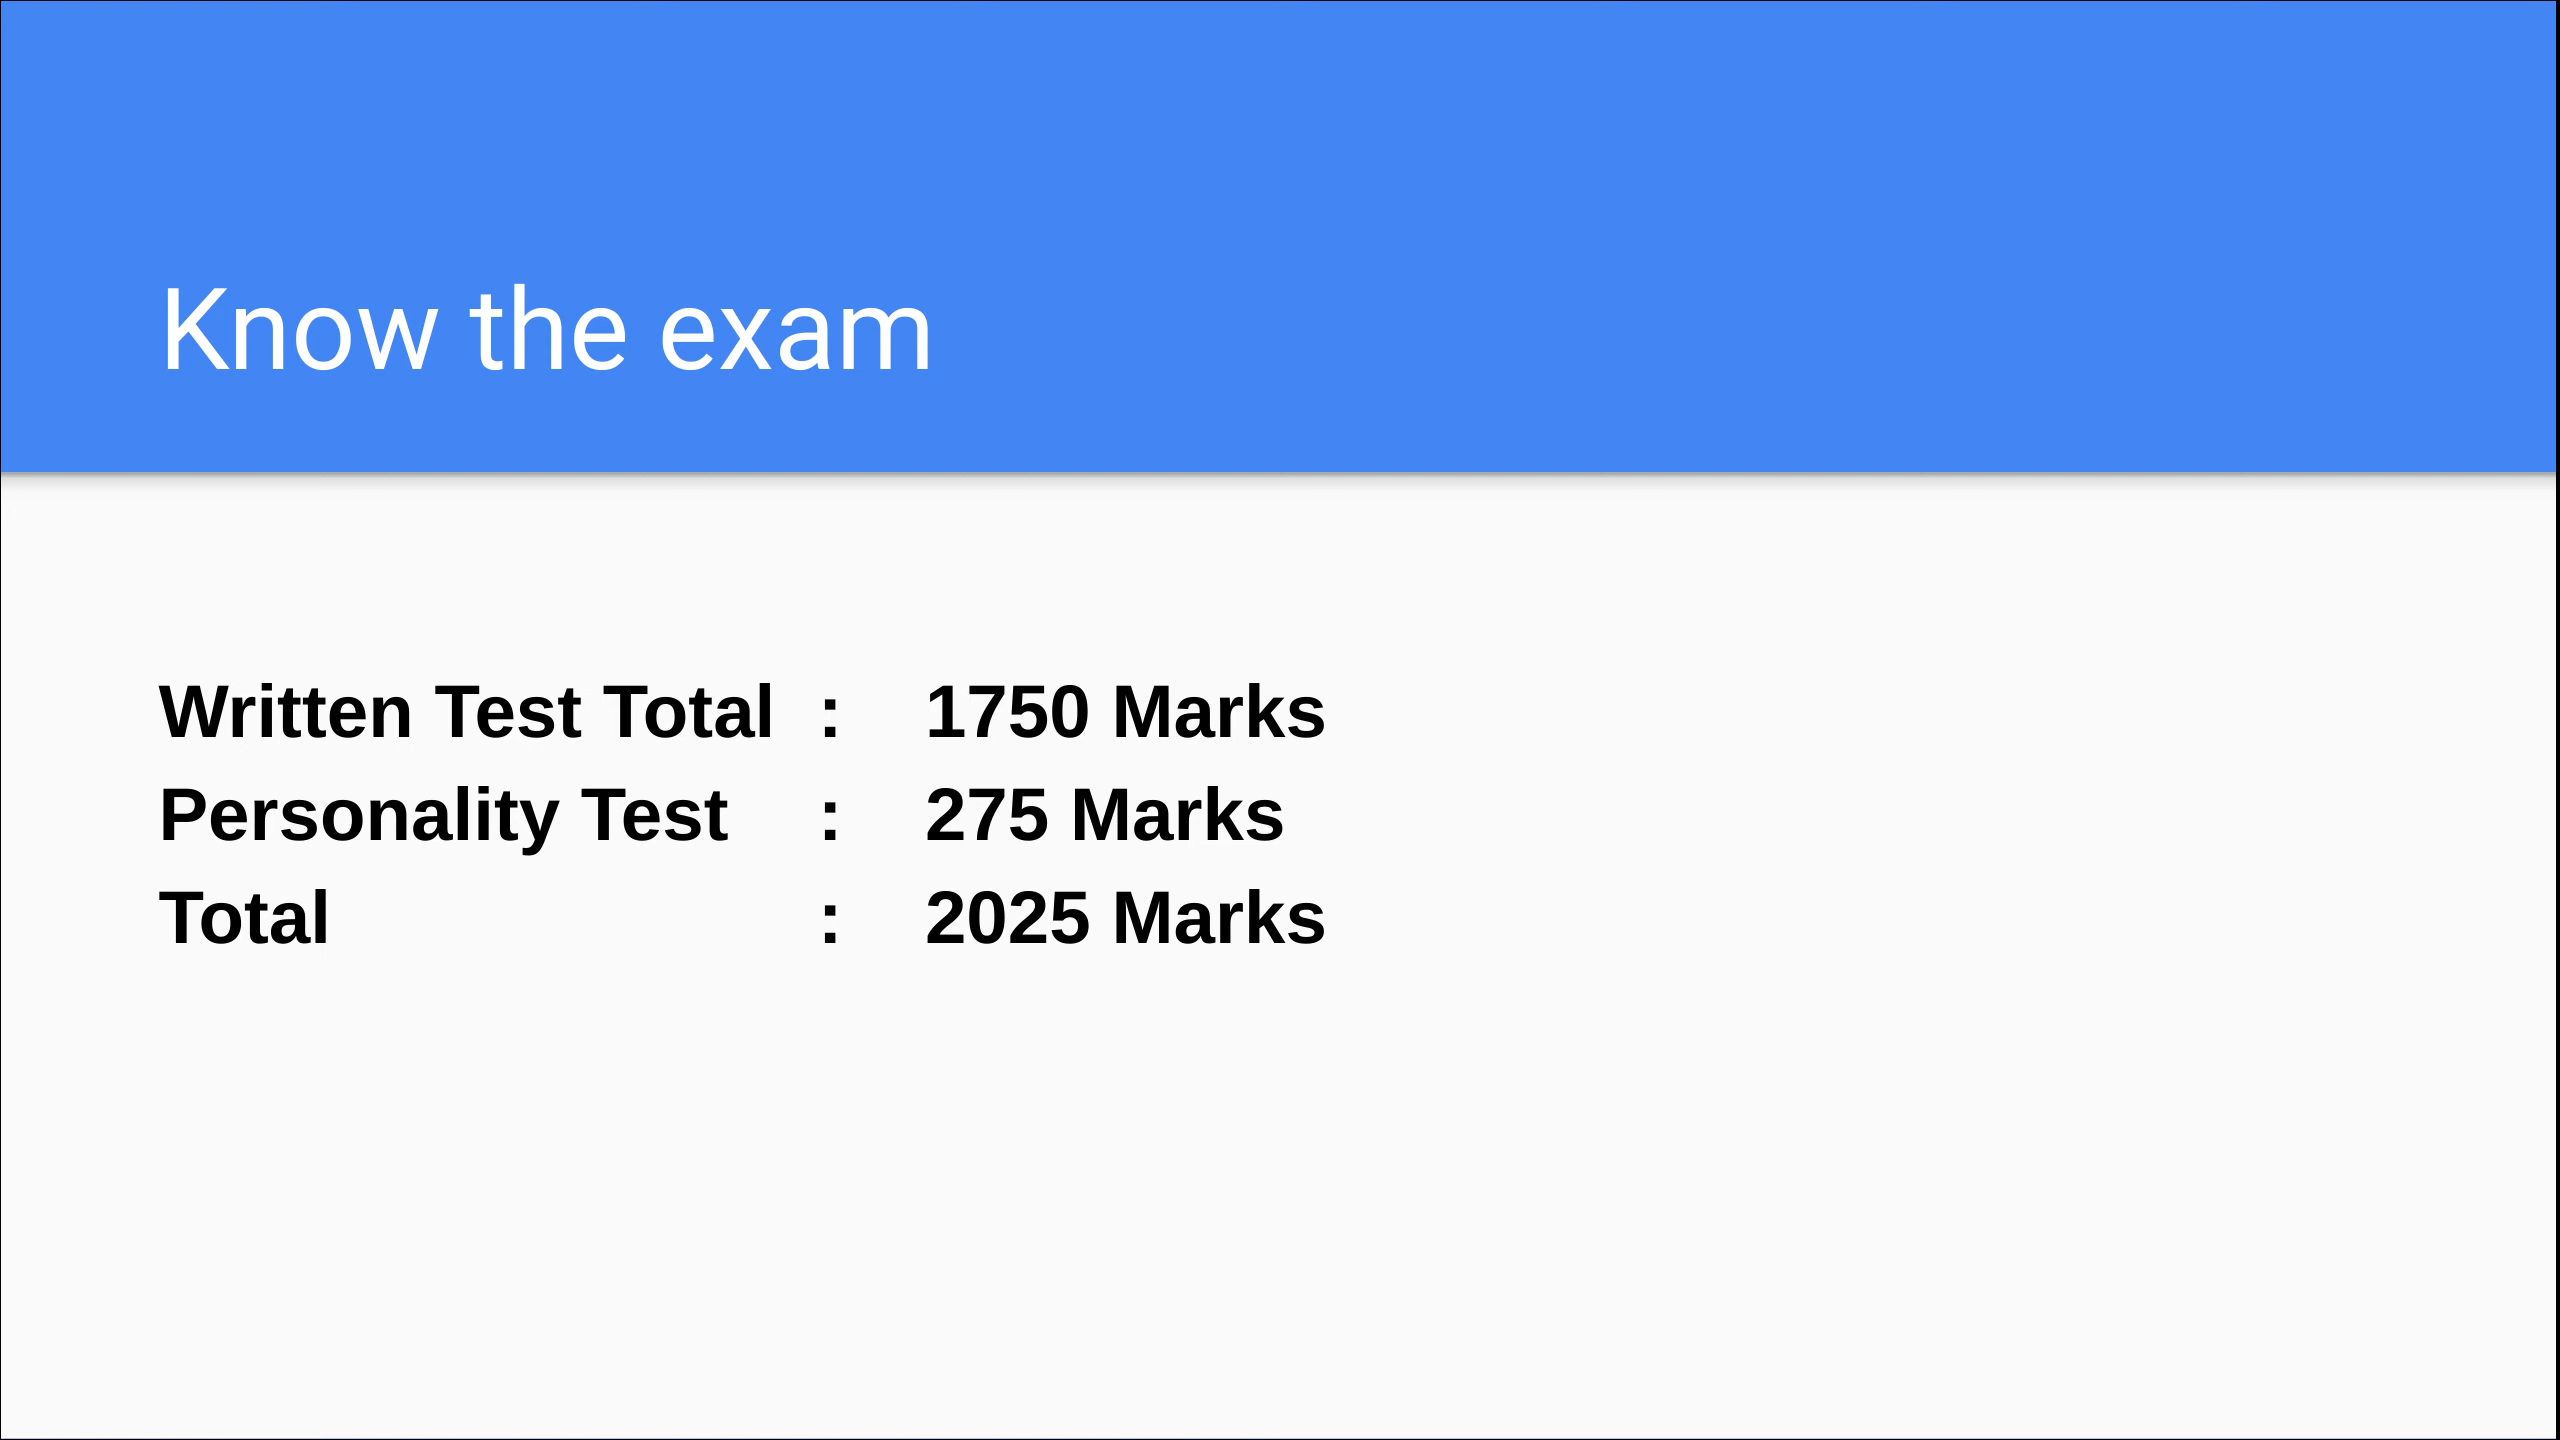 Know the exam
Written Test Total : 1750 Marks
Personality Test : 275 Marks
Total : 2025 Marks